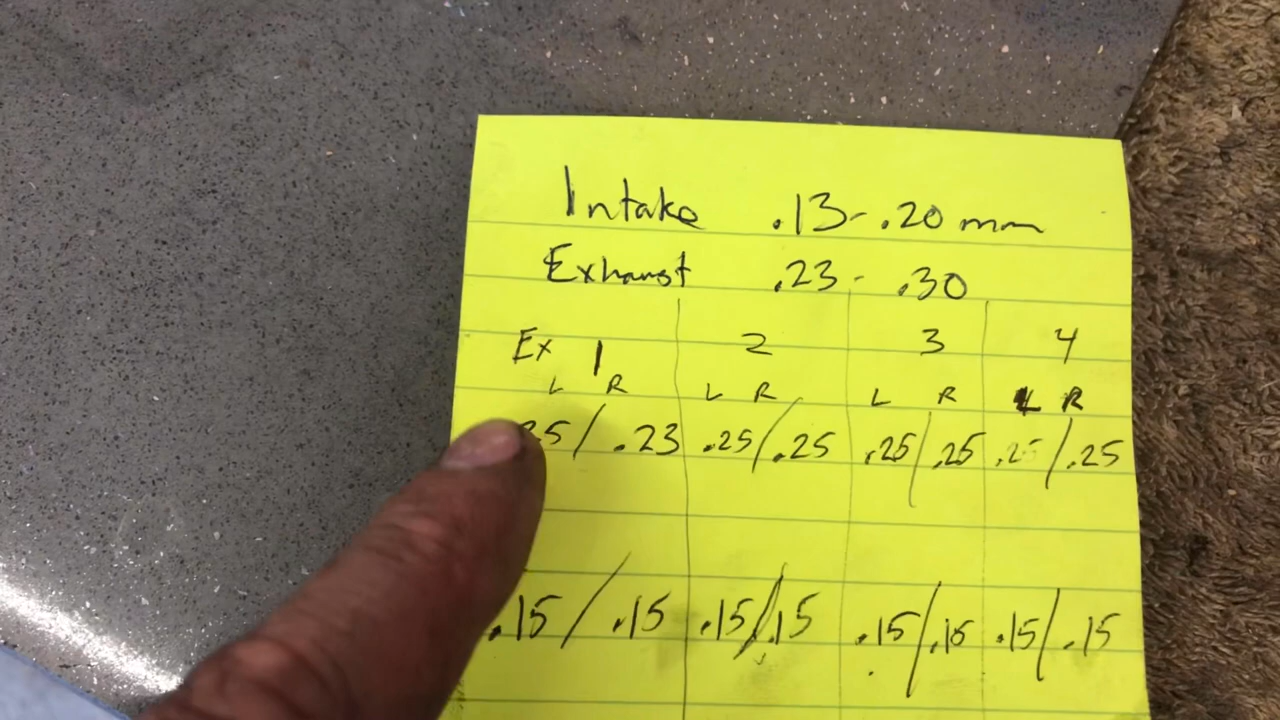 Intake .13-.20 mm
Exhaust .23 - .30
Ex 1 2 3 4
L R L R L R L R
.25/.23 .25/.25 .25/.25 .25/.25
.15/.15 .15/.15 .15/.15 .15/.15